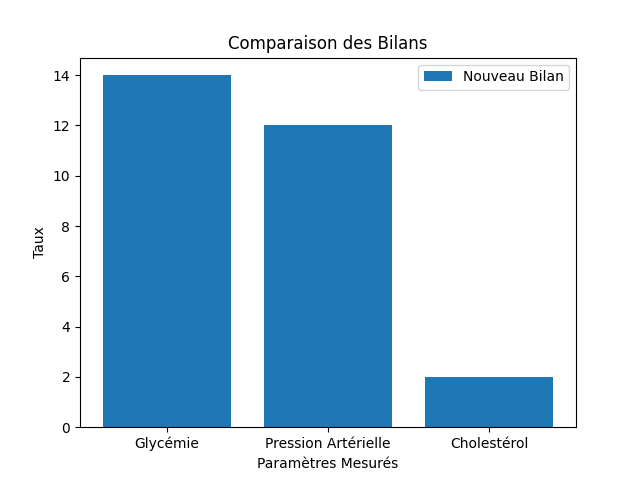 Comparaison des Bilans
Nouveau Bilan
14
12
10
8
6
4
2
0
Taux
Glycémie Pression Artérielle Cholestérol
Paramètres Mesurés